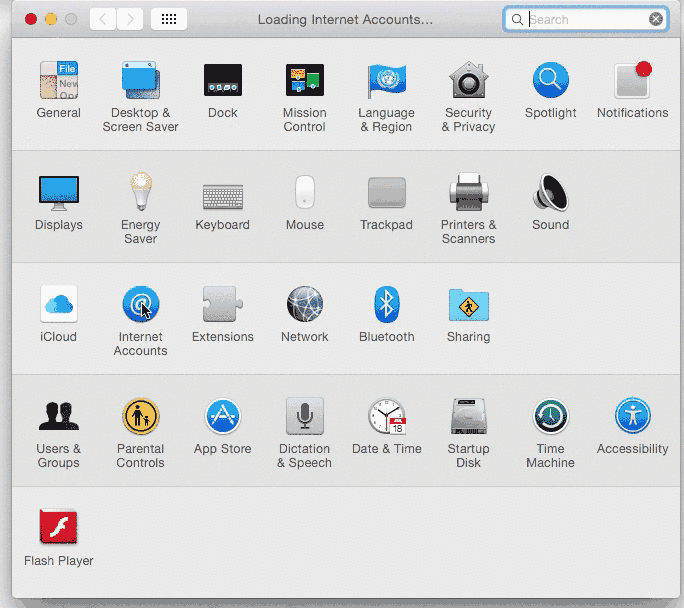 Loading Internet Accounts...
Search
File
New
Ope
General
Desktop &
Screen Saver
Dock
Mission
Control
Language
& Region
Security
& Privacy
Spotlight
Notifications
Displays
Energy
Saver
Keyboard
Mouse
Trackpad
Printers &
Scanners
Sound
iCloud
@
Internet
Accounts
Extensions
Network
Bluetooth
Sharing
Users &
Groups
Parental
Controls
App Store
Dictation
& Speech
18
Date & Time
Startup
Disk
Time
Machine
Accessibility
Flash Player